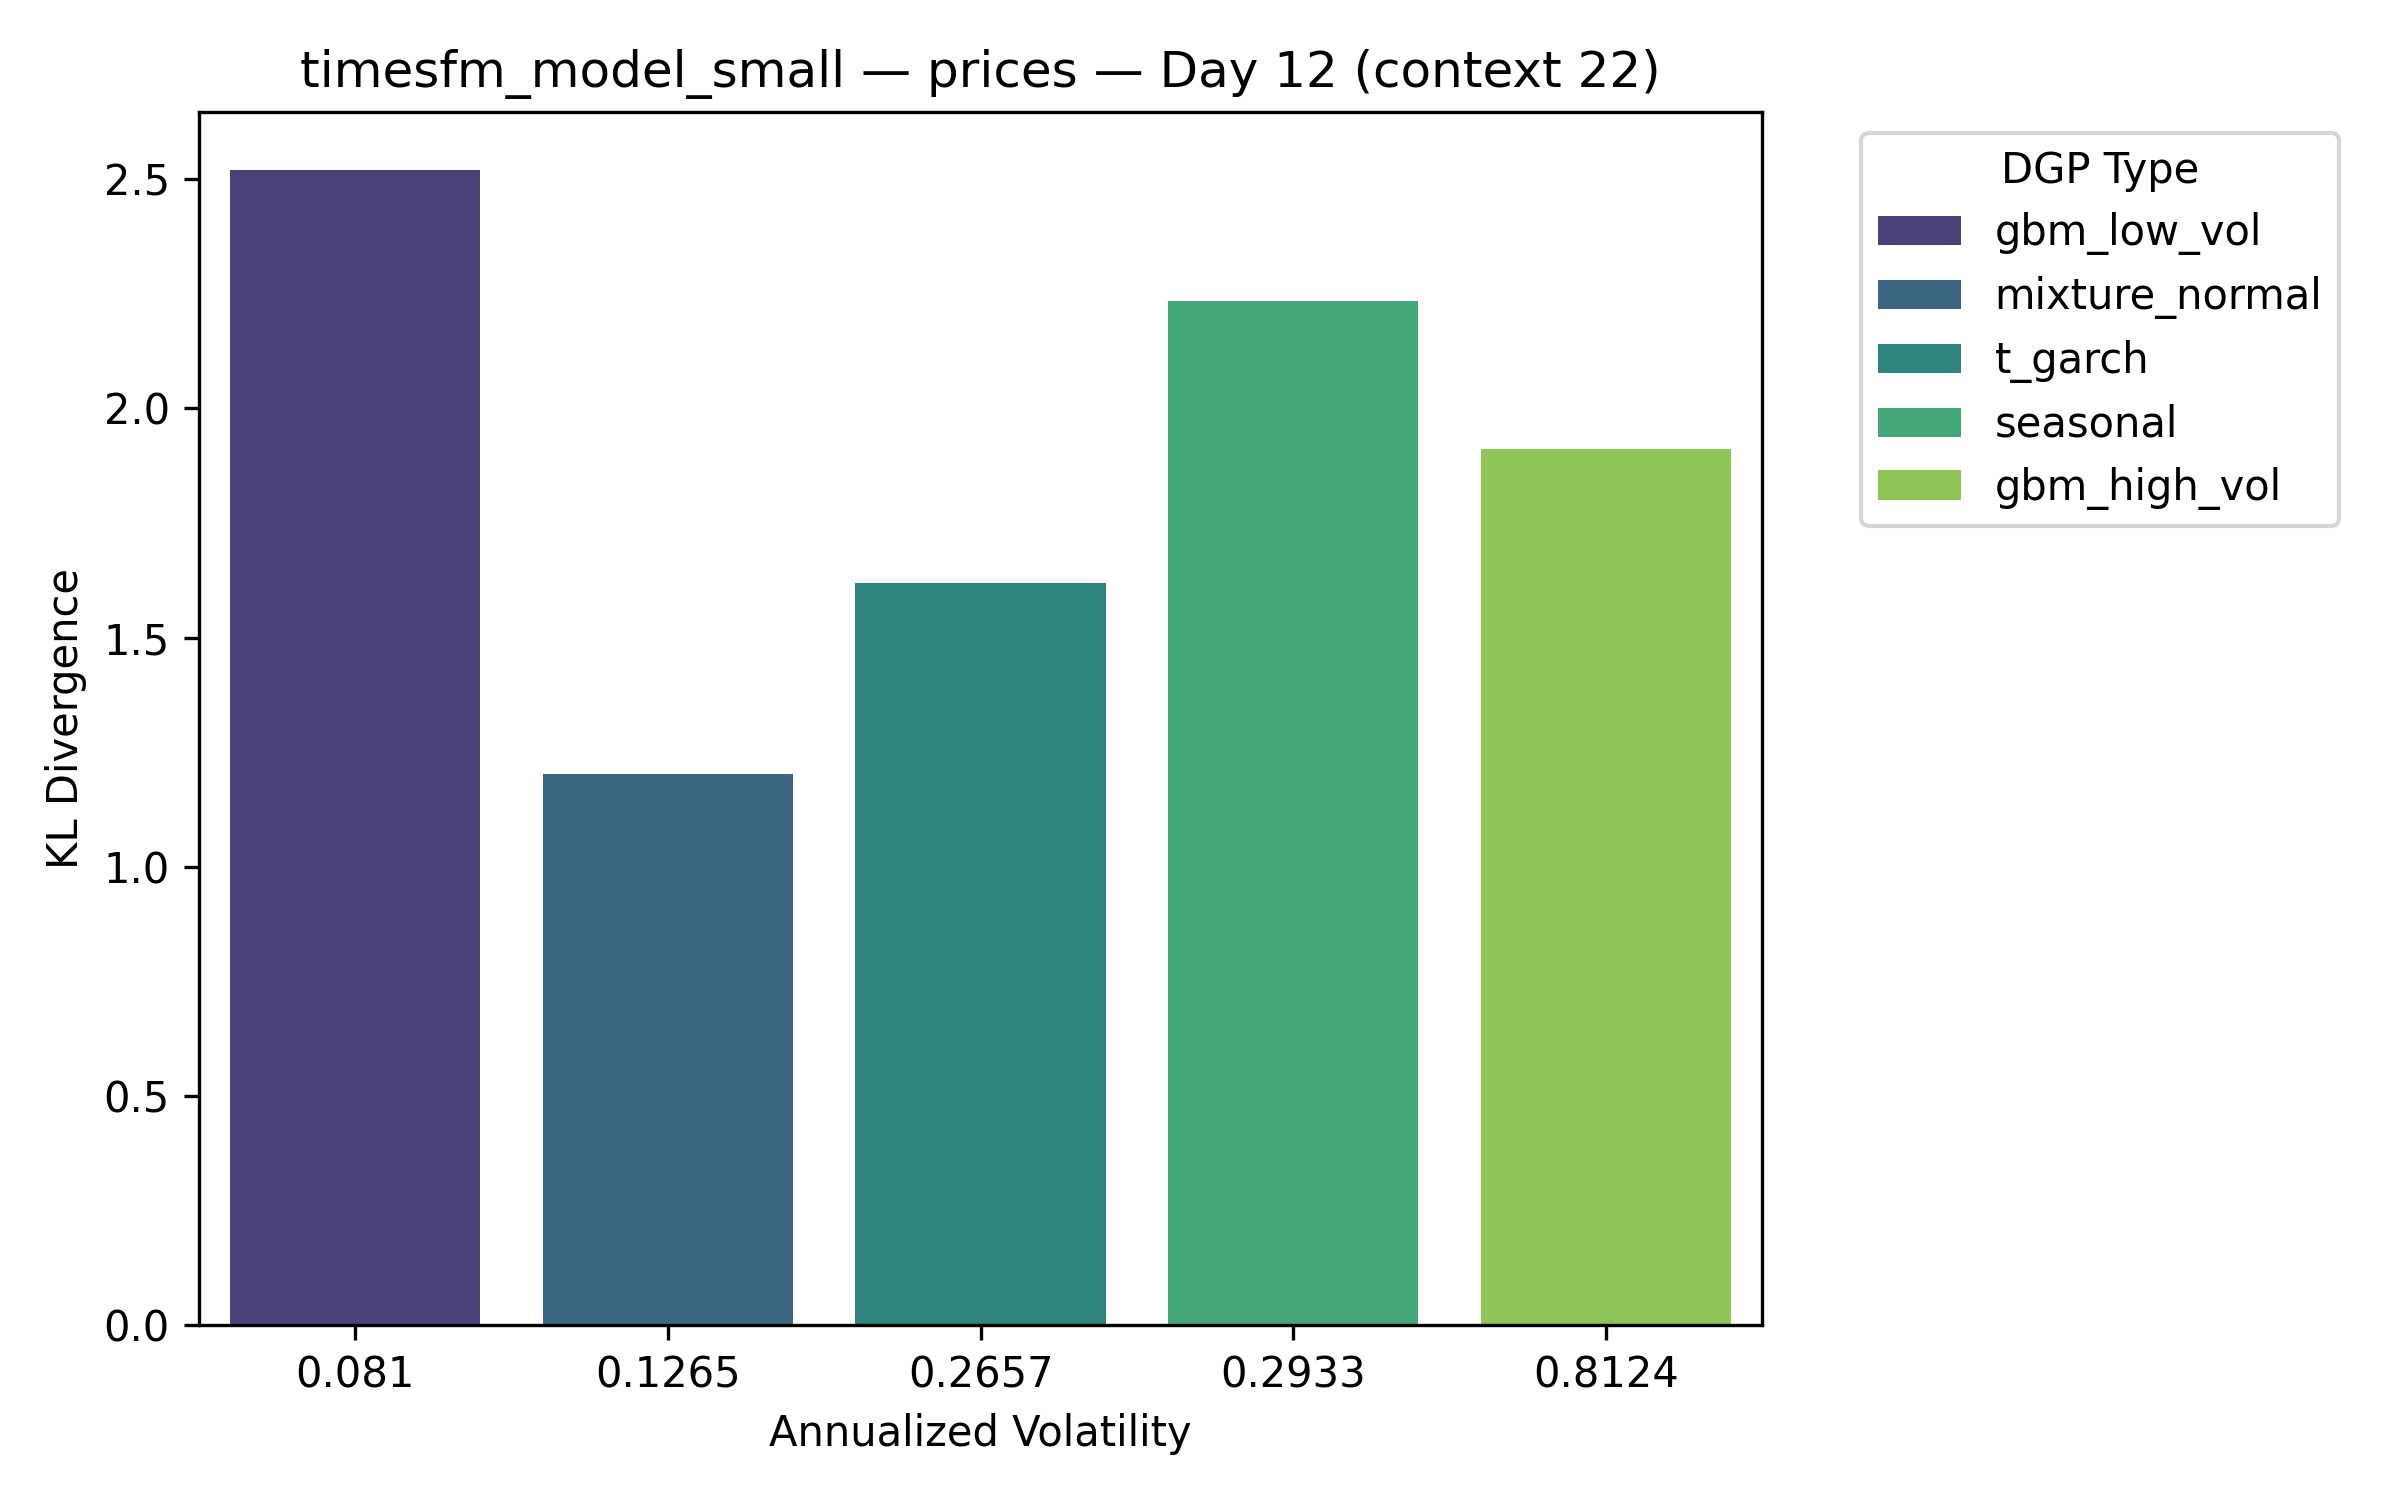 timesfm_model_small — prices — Day 12 (context 22)
KL Divergence
2.5
2.0
1.5
1.0
0.5
0.0
0.081 0.1265 0.2657 0.2933 0.8124
Annualized Volatility
DGP Type
gbm_low_vol
mixture_normal
t_garch
seasonal
gbm_high_vol